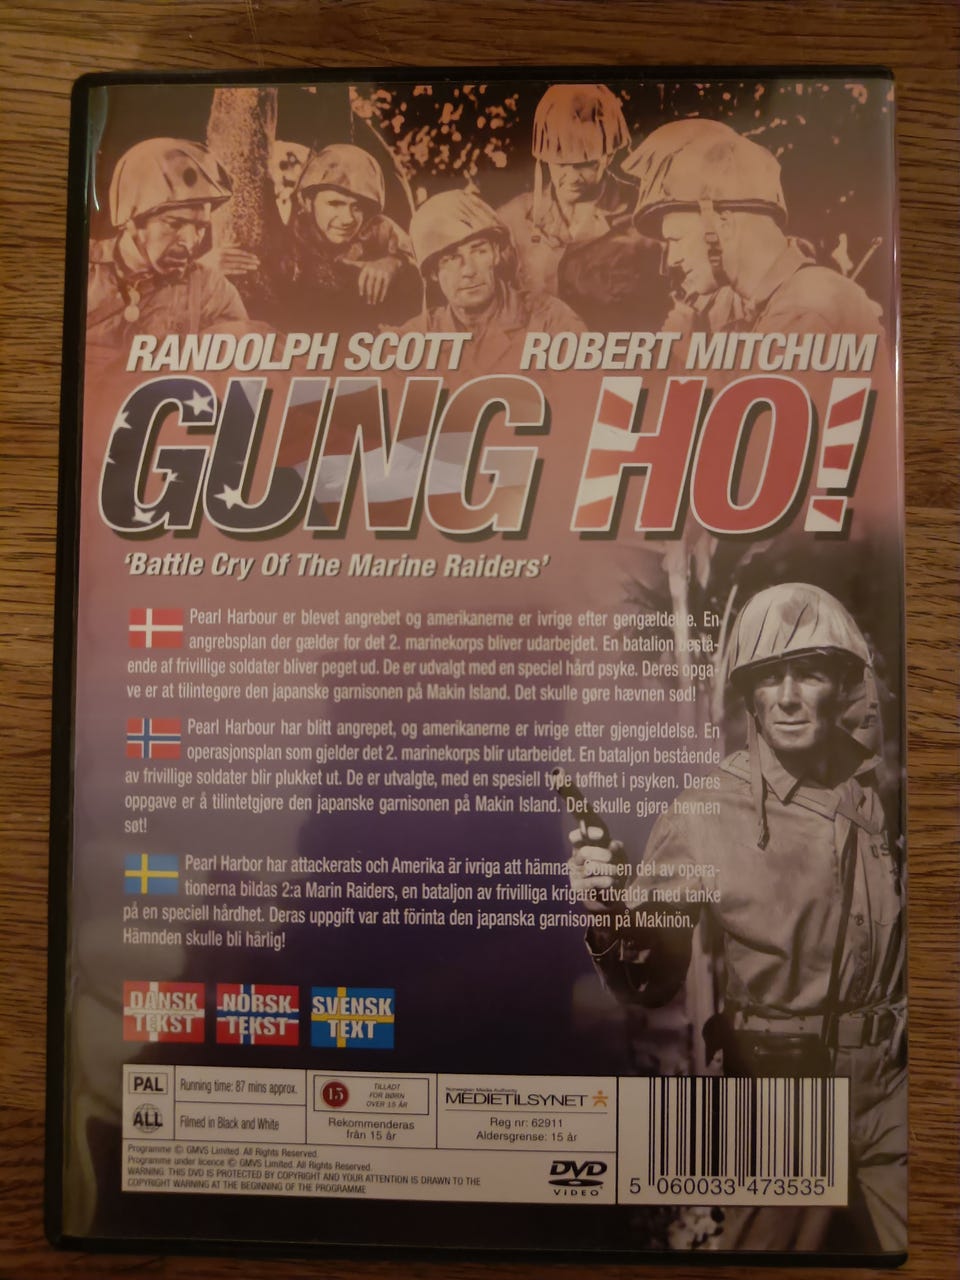 RANDOLPH SCOTT ROBERT MITCHUM
GUNG HO!
'Battle Cry Of The Marine Raiders'
Pearl Harbour er blevet angrebet og amerikanerne er ivrige efter gengældelse. En
angrebsplan der gælder for det 2. marinekorps bliver udarbejdet. En batalion bestå-
ende af frivillige soldater bliver peget ud. De er udvalgt med en speciel hård psyke. Deres opga-
ve er at tilintegøre den japanske garnisonen på Makin Island. Det skulle gøre hævnen sød!
Pearl Harbour har blitt angrepet, og amerikanerne er ivrige etter gjengjeldelse. En
operasjonsplan som gjelder det 2. marinekorps blir utarbeidet. En bataljon bestående
av frivillige soldater blir plukket ut. De er utvalgte, med en spesiell type tøffhet i psyken. Deres
oppgave er å tilintetgjøre den japanske garnisonen på Makin Island. Det skulle gjøre hevnen
søt!
Pearl Harbor har attackerats och Amerika är ivriga att hämnas. Som en del av opera-
tionerna bildas 2:a Marin Raiders, en bataljon av frivilliga krigare utvalda med tanke
på en speciell hårdhet. Deras uppgift var att förinta den japanska garnisonen på Makinön.
Hämnden skulle bli härlig!
DANSK TEKST
NORSK TEKST
SVENSK TEXT
PAL
Running time: 87 mins approx.
ALL
Filmed in Black and White
15
TILLADT
FOR BØRN
OVER 15 ÅR
Rekommenderas
från 15 år
Norwegian Media Authority
MEDIETILSYNET
Reg nr: 62911
Aldersgrense: 15 år
Programme © GMVS Limited. All Rights Reserved.
Programme under licence © GMVS Limited. All Rights Reserved.
WARNING. THIS DVD IS PROTECTED BY COPYRIGHT AND YOUR ATTENTION IS DRAWN TO THE
COPYRIGHT WARNING AT THE BEGINNING OF THE PROGRAMME
DVD
VIDEO
5 060033 473535
US